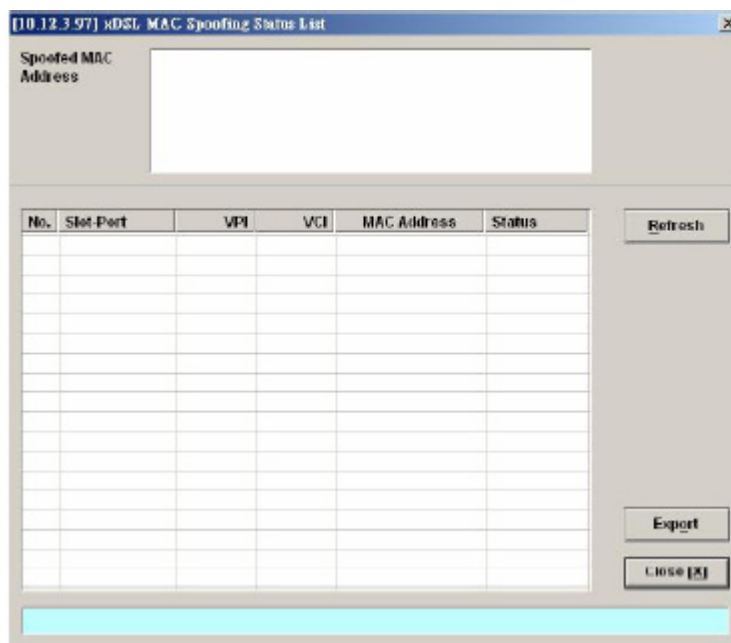 [10.12.3.97] xDSL MAC Spoofing Status List
Spoofed MAC
Address
No. Slot-Port VPI VCI MAC Address Status
Refresh
Export
Close [X]